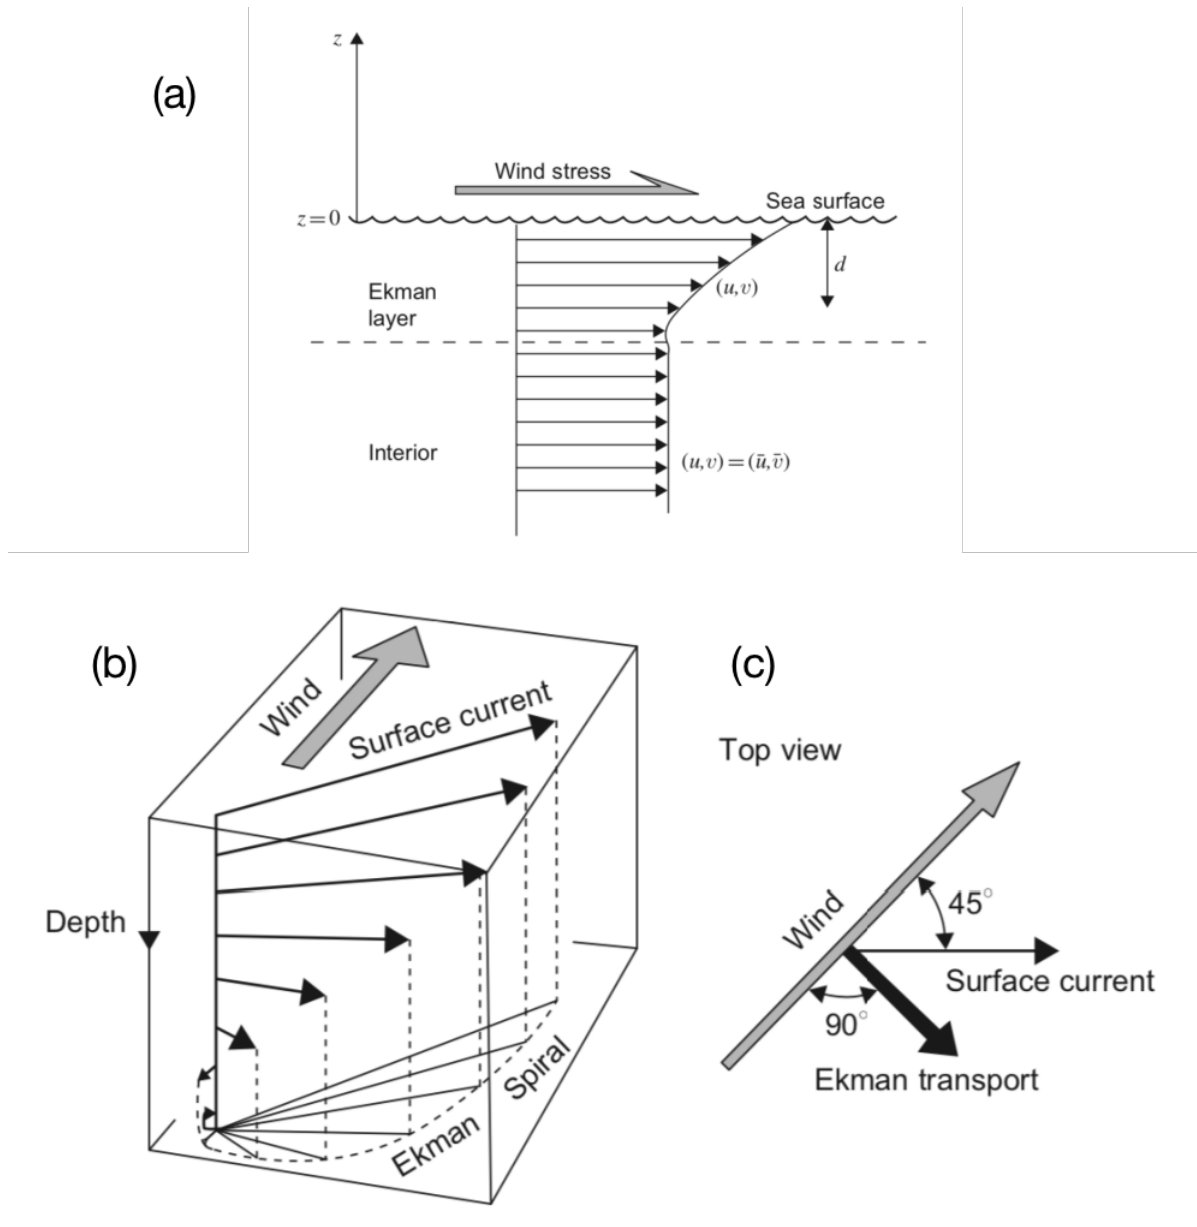 (a)
z
Wind stress
Sea surface
z=0
d
(u,v)
Ekman
layer
Interior
(u,v)=(ū,v̄)
(b)
Wind
Surface current
Depth
Ekman
Spiral
(c)
Top view
Wind
45°
Surface current
90°
Ekman transport